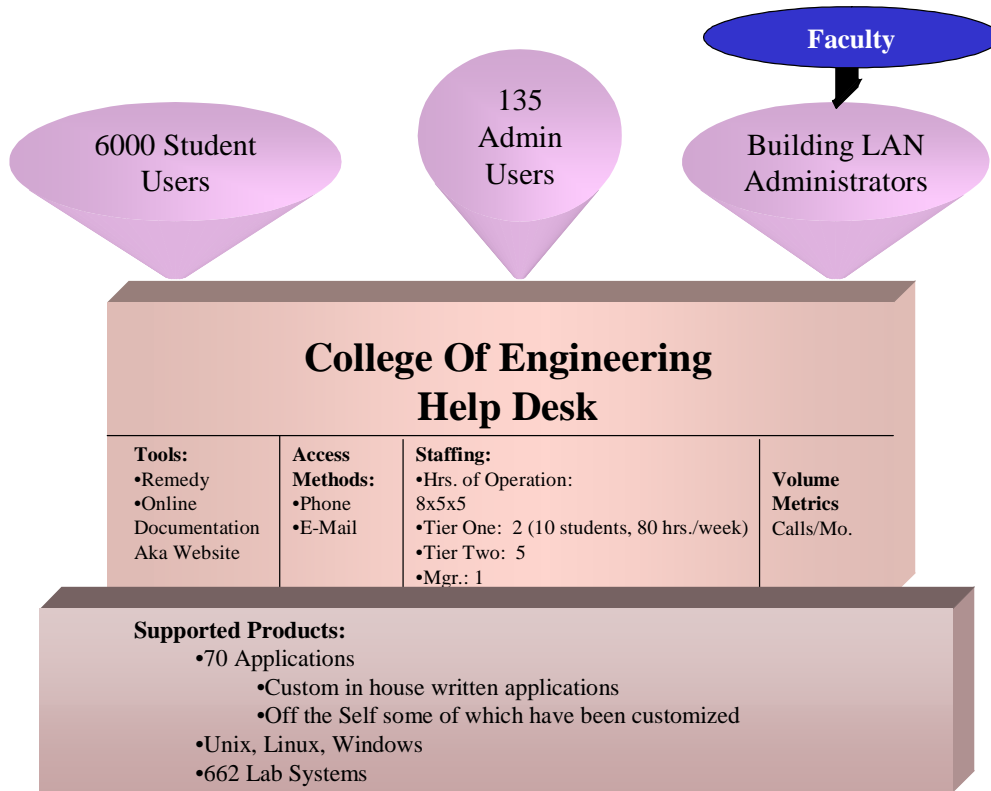 Faculty
6000 Student
Users
135
Admin
Users
Building LAN
Administrators
College Of Engineering
Help Desk
Tools:
•Remedy
•Online
Documentation
Aka Website
Access
Methods:
•Phone
•E-Mail
Staffing:
•Hrs. of Operation:
8x5x5
•Tier One:  2 (10 students, 80 hrs./week)
•Tier Two:  5
•Mgr.: 1
Volume
Metrics
Calls/Mo.
Supported Products:
•70 Applications
•Custom in house written applications
•Off the Self some of which have been customized
•Unix, Linux, Windows
•662 Lab Systems